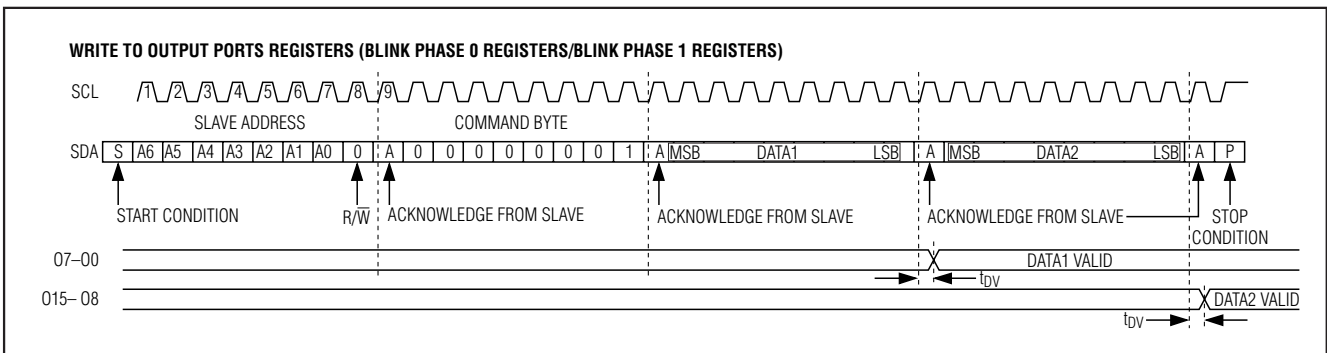 WRITE TO OUTPUT PORTS REGISTERS (BLINK PHASE 0 REGISTERS/BLINK PHASE 1 REGISTERS)
SCL 1 2 3 4 5 6 7 8 9
SLAVE ADDRESS COMMAND BYTE
SDA S A6 A5 A4 A3 A2 A1 A0 0 A 0 0 0 0 0 0 0 1 A MSB DATA1 LSB A MSB DATA2 LSB A P
START CONDITION R/W̅ ACKNOWLEDGE FROM SLAVE ACKNOWLEDGE FROM SLAVE ACKNOWLEDGE FROM SLAVE STOP
CONDITION
O7–O0 DATA1 VALID
tDV
O15–O8 DATA2 VALID
tDV